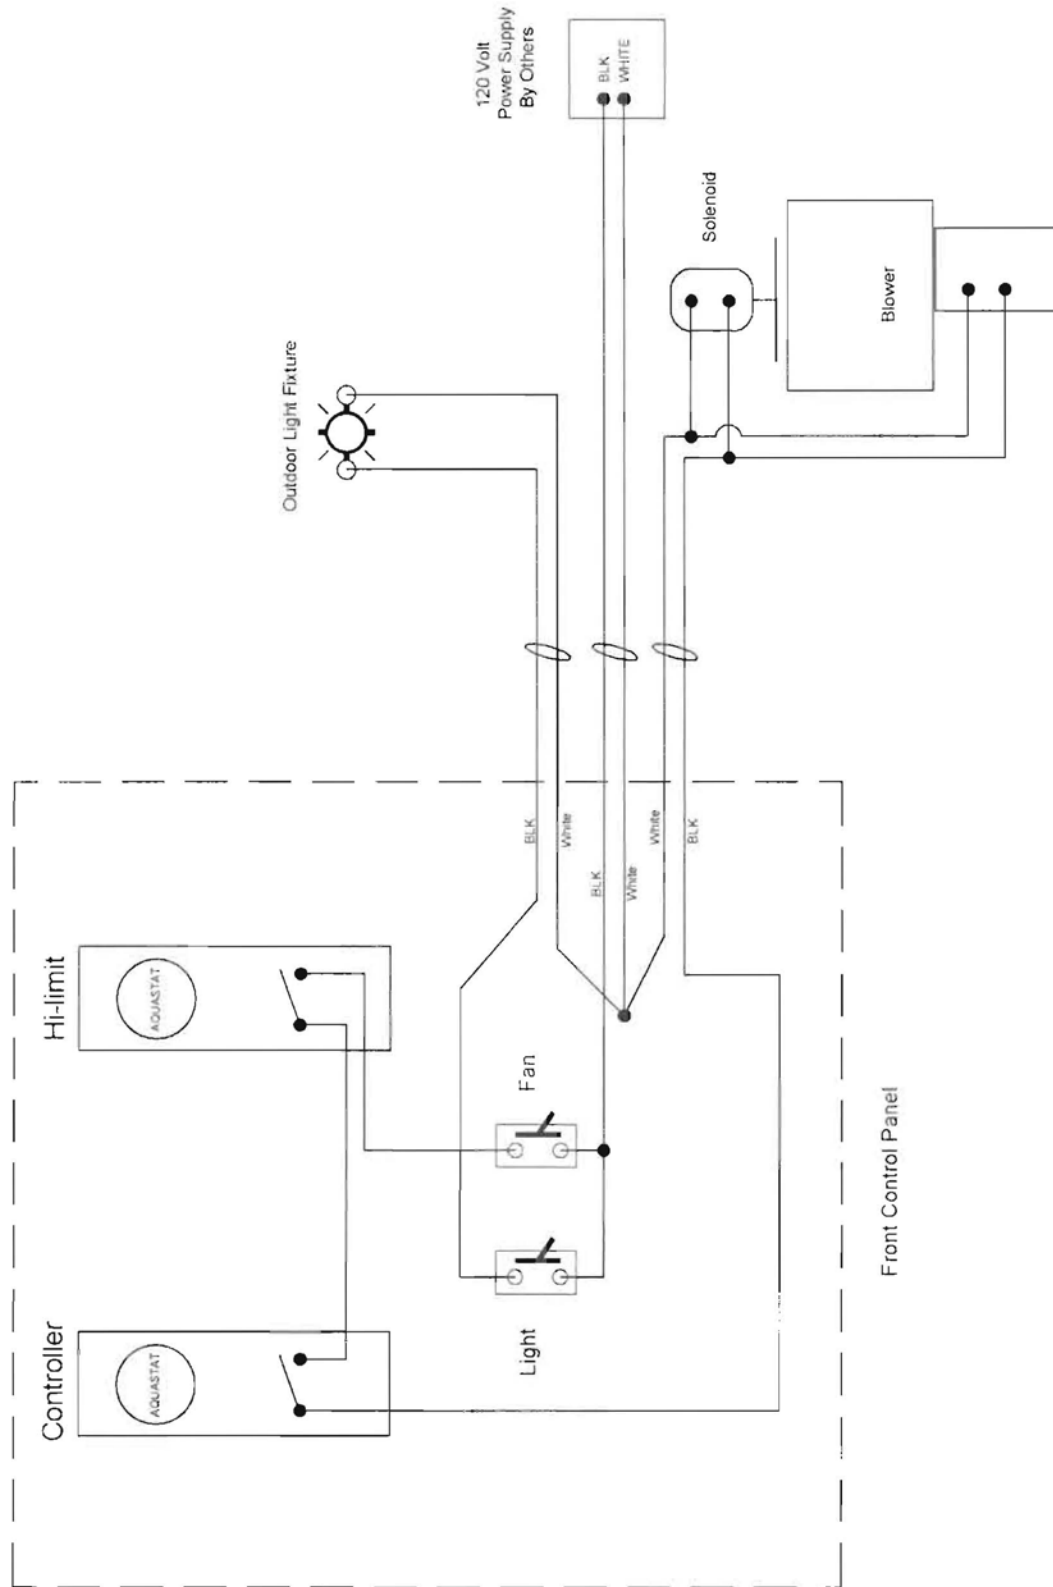 Controller
AQUASTAT
Hi-limit
AQUASTAT
Light
Fan
BLK
White
BLK
White
White
BLK
Outdoor Light Fixture
120 Volt
Power Supply
By Others
BLK
WHITE
Solenoid
Blower
Front Control Panel